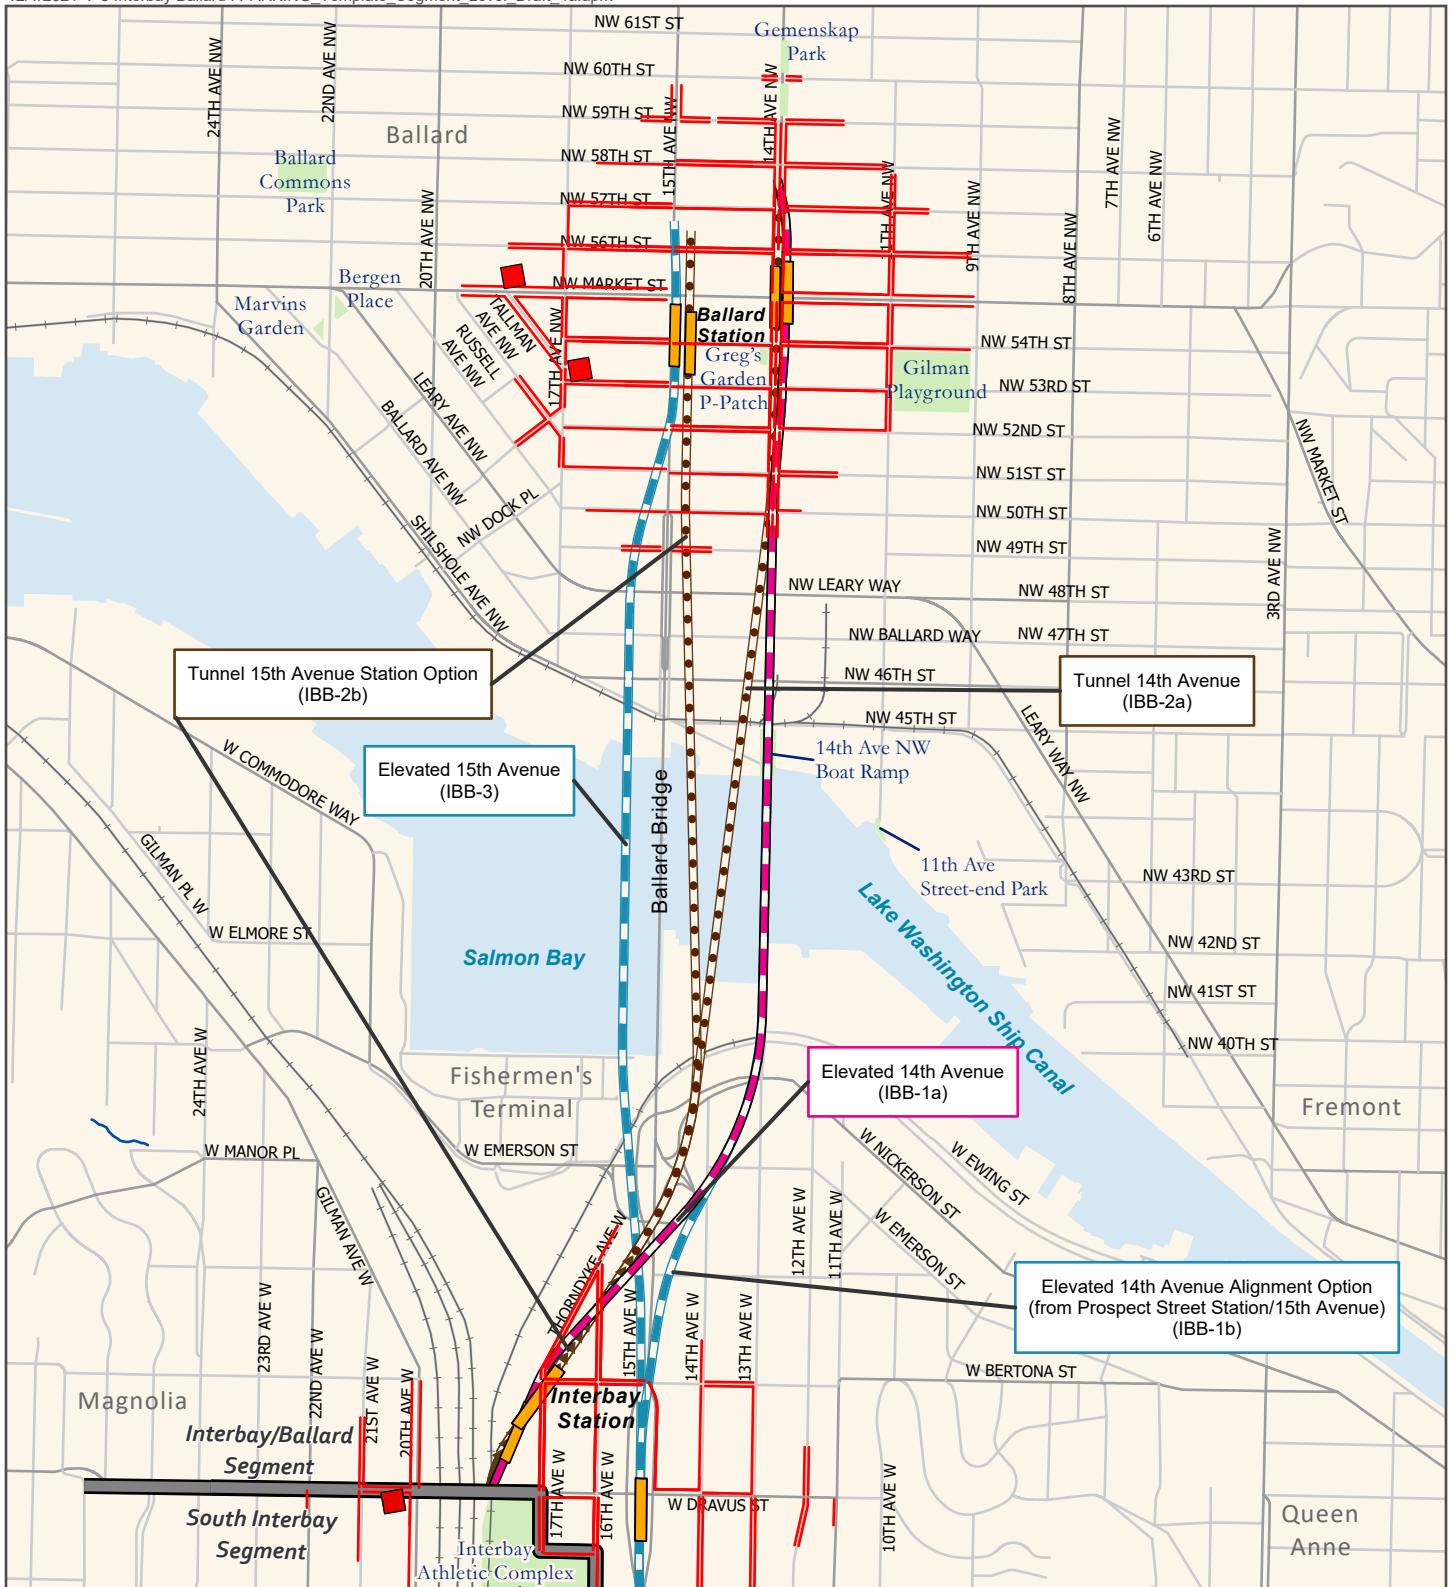 NW 61ST ST
Gemenskap
Park
NW 60TH ST
24TH AVE NW
22ND AVE NW
15TH AVE NW
14TH AVE NW
NW 59TH ST
Ballard
7TH AVE NW
6TH AVE NW
NW 58TH ST
Ballard
Commons
Park
11TH AVE NW
9TH AVE NW
20TH AVE NW
NW 57TH ST
8TH AVE NW
NW 56TH ST
Bergen
Place
NW MARKET ST
Marvins
Garden
TALLMAN
AVE NW
RUSSELL
AVE NW
17TH AVE NW
Ballard
Station
Greg's
Garden
P-Patch
NW 54TH ST
Gilman
Playground
NW 53RD ST
LEARY AVE NW
BALLARD AVE NW
NW 52ND ST
NW MARKET ST
NW 51ST ST
NW DOCK PL
NW 50TH ST
SHILSHOLE AVE NW
NW 49TH ST
3RD AVE NW
NW LEARY WAY
NW 48TH ST
NW BALLARD WAY
NW 47TH ST
Tunnel 15th Avenue Station Option
(IBB-2b)
NW 46TH ST
Tunnel 14th Avenue
(IBB-2a)
NW 45TH ST
LEARY WAY NW
W COMMODORE WAY
Elevated 15th Avenue
(IBB-3)
14th Ave NW
Boat Ramp
Ballard Bridge
GILMAN PL W
11th Ave
Street-end Park
NW 43RD ST
W ELMORE ST
Salmon Bay
Lake Washington Ship Canal
NW 42ND ST
NW 41ST ST
24TH AVE W
NW 40TH ST
Fishermen's
Terminal
Elevated 14th Avenue
(IBB-1a)
Fremont
W MANOR PL
W EMERSON ST
W NICKERSON ST
W EWING ST
GILMAN AVE W
THORNDYKE AVE W
12TH AVE W
11TH AVE W
W EMERSON ST
Elevated 14th Avenue Alignment Option
(from Prospect Street Station/15th Avenue)
(IBB-1b)
23RD AVE W
22ND AVE W
21ST AVE W
20TH AVE W
15TH AVE W
14TH AVE W
13TH AVE W
W BERTONA ST
Magnolia
Interbay
Station
Interbay/Ballard
Segment
South Interbay
Segment
17TH AVE W
16TH AVE W
W DRAVUS ST
10TH AVE W
Queen
Anne
Interbay
Athletic Complex